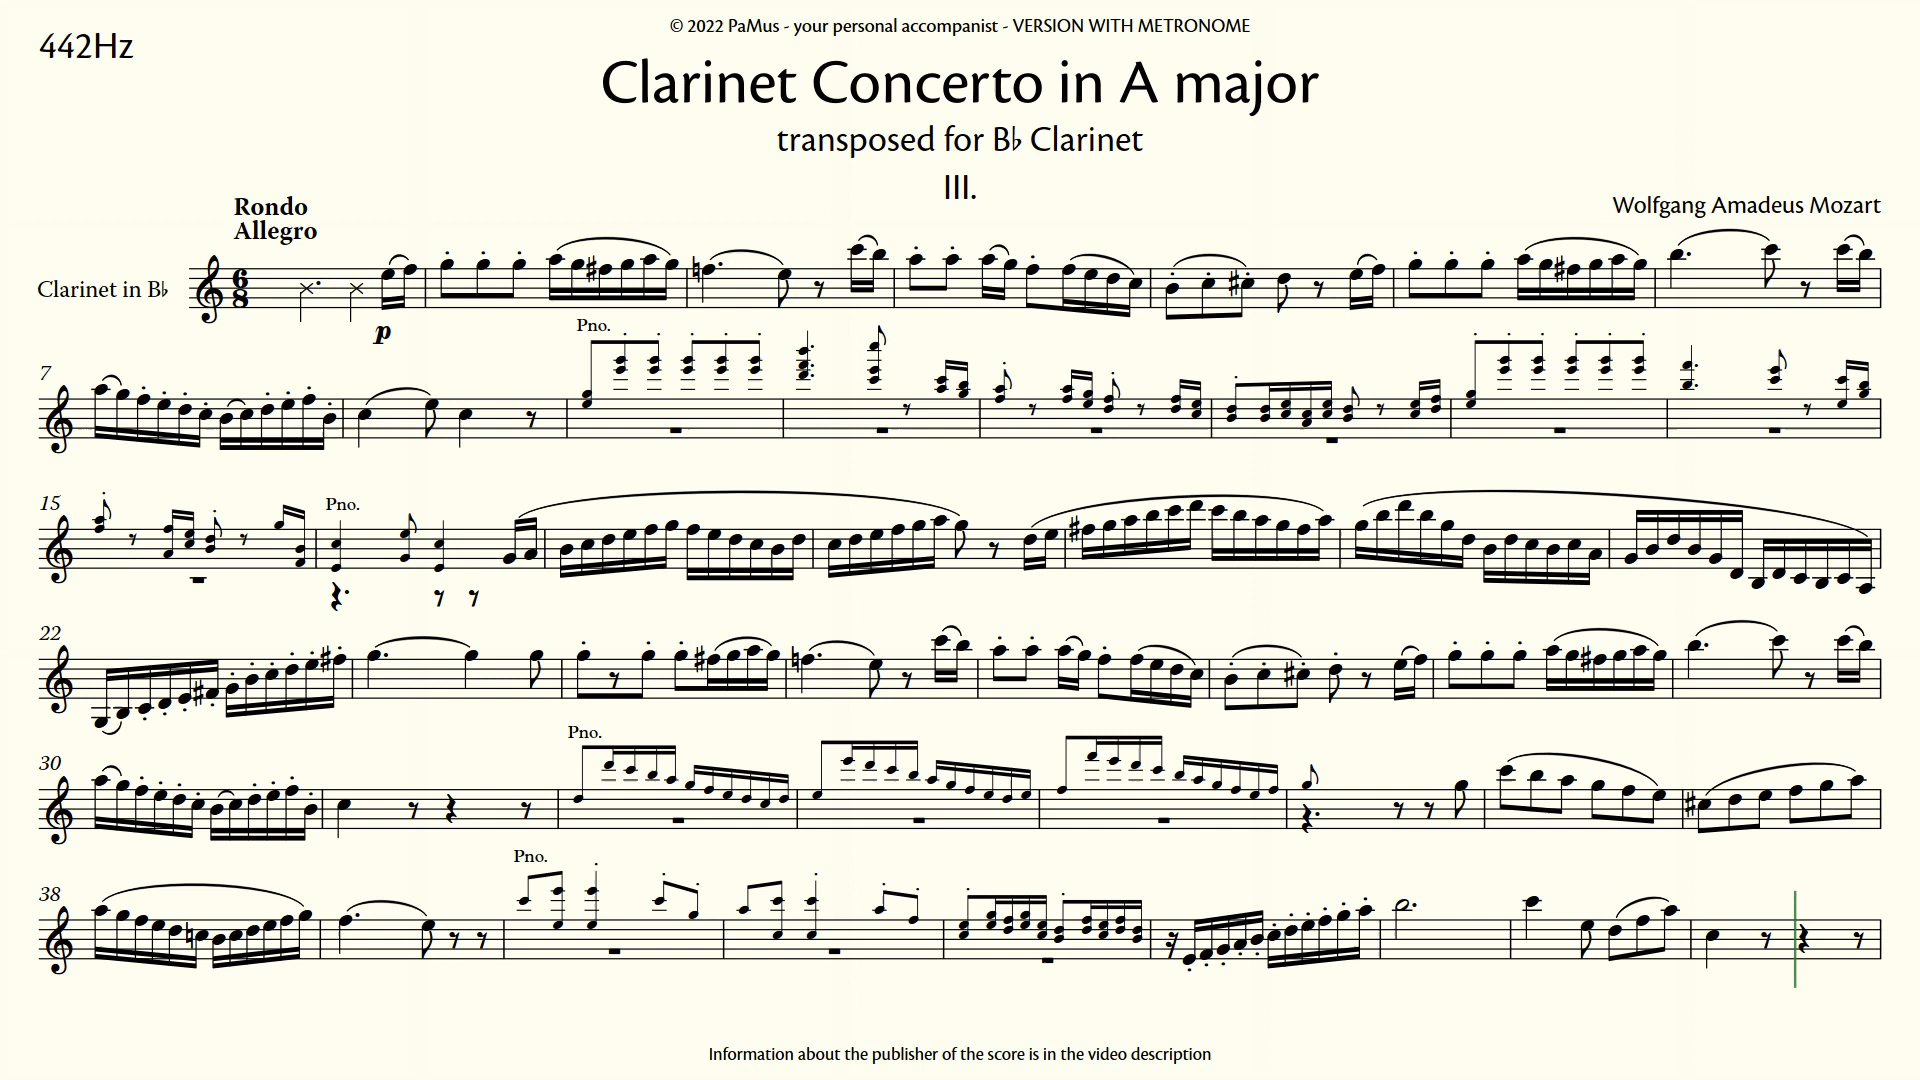 © 2022 PaMus - your personal accompanist - VERSION WITH METRONOME
442Hz
Clarinet Concerto in A major
transposed for B♭ Clarinet
III.
Rondo
Allegro
Wolfgang Amadeus Mozart
Clarinet in B♭
6
8
p
7
Pno.
15
Pno.
22
30
Pno.
38
Pno.
Information about the publisher of the score is in the video description